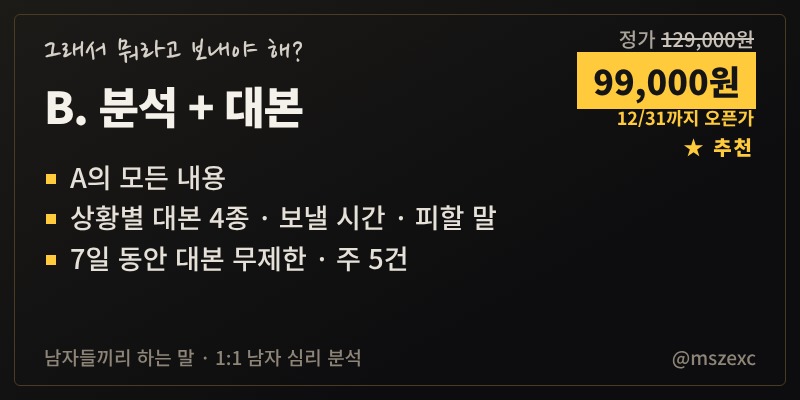 그래서 뭐라고 보내야 해?
정가 129,000원
B. 분석 + 대본
99,000원
12/31까지 오픈가
★ 추천
A의 모든 내용
상황별 대본 4종 · 보낼 시간 · 피할 말
7일 동안 대본 무제한 · 주 5건
남자들끼리 하는 말 · 1:1 남자 심리 분석
@mszexc